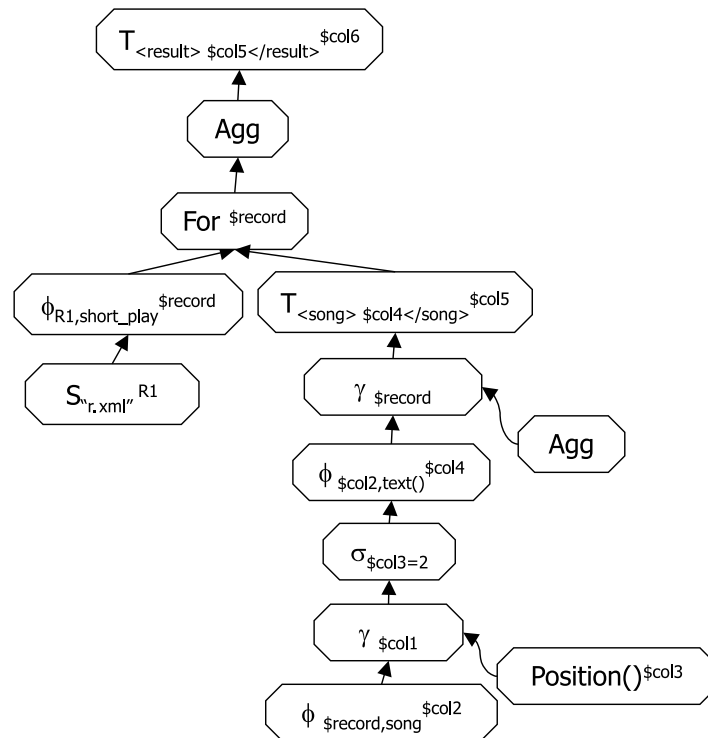 T <result> $col5</result> $col6
Agg
For $record
ϕ R1,short_play $record
T <song> $col4</song> $col5
S "r.xml" R1
γ $record
Agg
ϕ $col2,text() $col4
σ $col3=2
γ $col1
Position() $col3
ϕ $record,song $col2